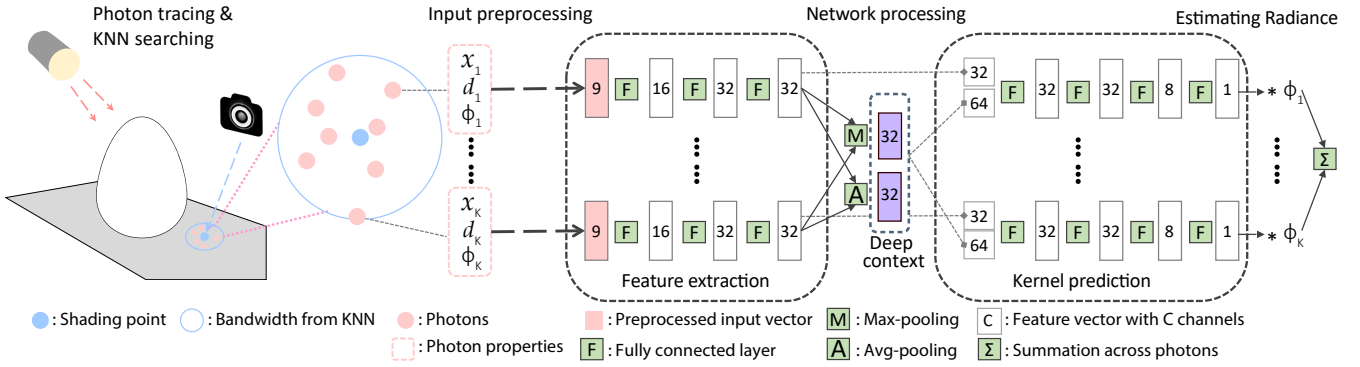 Photon tracing &
KNN searching
Input preprocessing
Network processing
Estimating Radiance
x1
d1
ϕ1
xK
dK
ϕK
9 F 16 F 32 F 32
9 F 16 F 32 F 32
Feature extraction
M 32
A 32
Deep
context
32
64
F 32 F 32 F 8 F 1 * ϕ1
32
64
F 32 F 32 F 8 F 1 * ϕK
Σ
Kernel prediction
: Shading point
: Bandwidth from KNN
: Photons
: Photon properties
: Preprocessed input vector
F : Fully connected layer
M : Max-pooling
A : Avg-pooling
C : Feature vector with C channels
Σ : Summation across photons